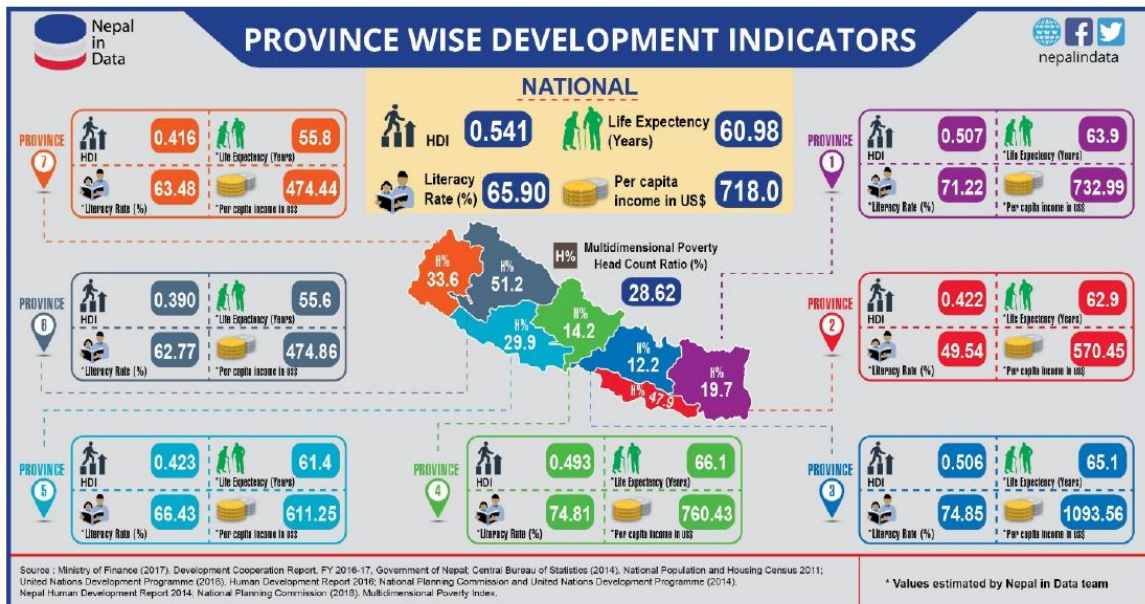 Nepal
in
Data
PROVINCE WISE DEVELOPMENT INDICATORS
nepalindata
NATIONAL
HDI 0.541
Life Expectency
(Years) 60.98
Literacy
Rate (%) 65.90
Per capita
income in US$ 718.0
PROVINCE
7
HDI 0.416
*Life Expectency (Years) 55.8
*Literacy Rate (%) 63.48
*Per capita income in US$ 474.44
PROVINCE
1
HDI 0.507
*Life Expectency (Years) 63.9
*Literacy Rate (%) 71.22
*Per capita income in US$ 732.99
H% Multidimensional Poverty
Head Count Ratio (%)
28.62
H%
33.6
H%
51.2
H%
29.9
H%
14.2
H%
12.2
H% 47.9
H%
19.7
PROVINCE
6
HDI 0.390
*Life Expectency (Years) 55.6
*Literacy Rate (%) 62.77
*Per capita income in US$ 474.86
PROVINCE
2
HDI 0.422
*Life Expectency (Years) 62.9
*Literacy Rate (%) 49.54
*Per capita income in US$ 570.45
PROVINCE
5
HDI 0.423
*Life Expectency (Years) 61.4
*Literacy Rate (%) 66.43
*Per capita income in US$ 611.25
PROVINCE
4
HDI 0.493
*Life Expectency (Years) 66.1
*Literacy Rate (%) 74.81
*Per capita income in US$ 760.43
PROVINCE
3
HDI 0.506
*Life Expectency (Years) 65.1
*Literacy Rate (%) 74.85
*Per capita income in US$ 1093.56
Source : Ministry of Finance (2017). Development Cooperation Report, FY 2016-17, Government of Nepal; Central Bureau of Statistics (2014). National Population and Housing Census 2011;
United Nations Development Programme (2016). Human Development Report 2016; National Planning Commission and United Nations Development Programme (2014).
Nepal Human Development Report 2014; National Planning Commission (2018). Multidimensional Poverty Index.
* Values estimated by Nepal in Data team